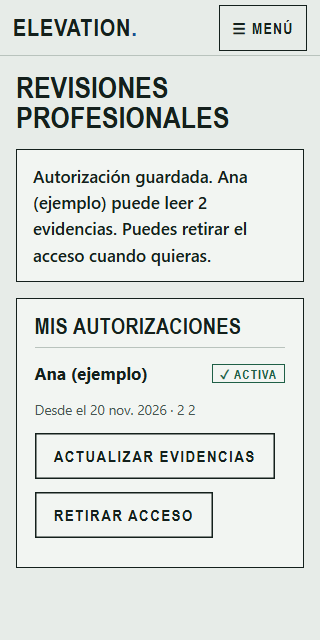 ELEVATION.
☰ MENÚ
REVISIONES
PROFESIONALES
Autorización guardada. Ana
(ejemplo) puede leer 2
evidencias. Puedes retirar el
acceso cuando quieras.
MIS AUTORIZACIONES
Ana (ejemplo)
✓ ACTIVA
Desde el 20 nov. 2026 · 2 2
ACTUALIZAR EVIDENCIAS
RETIRAR ACCESO